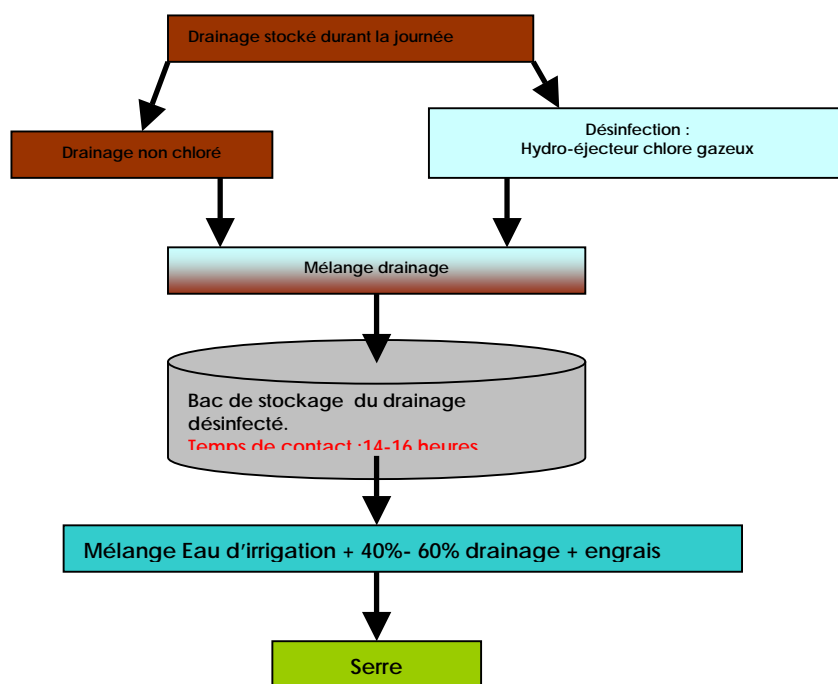 Drainage stocké durant la journée
Drainage non chloré
Désinfection :
Hydro-éjecteur chlore gazeux
Mélange drainage
Bac de stockage du drainage
désinfecté.
Temps de contact :14-16 heures
Mélange Eau d'irrigation + 40%- 60% drainage + engrais
Serre